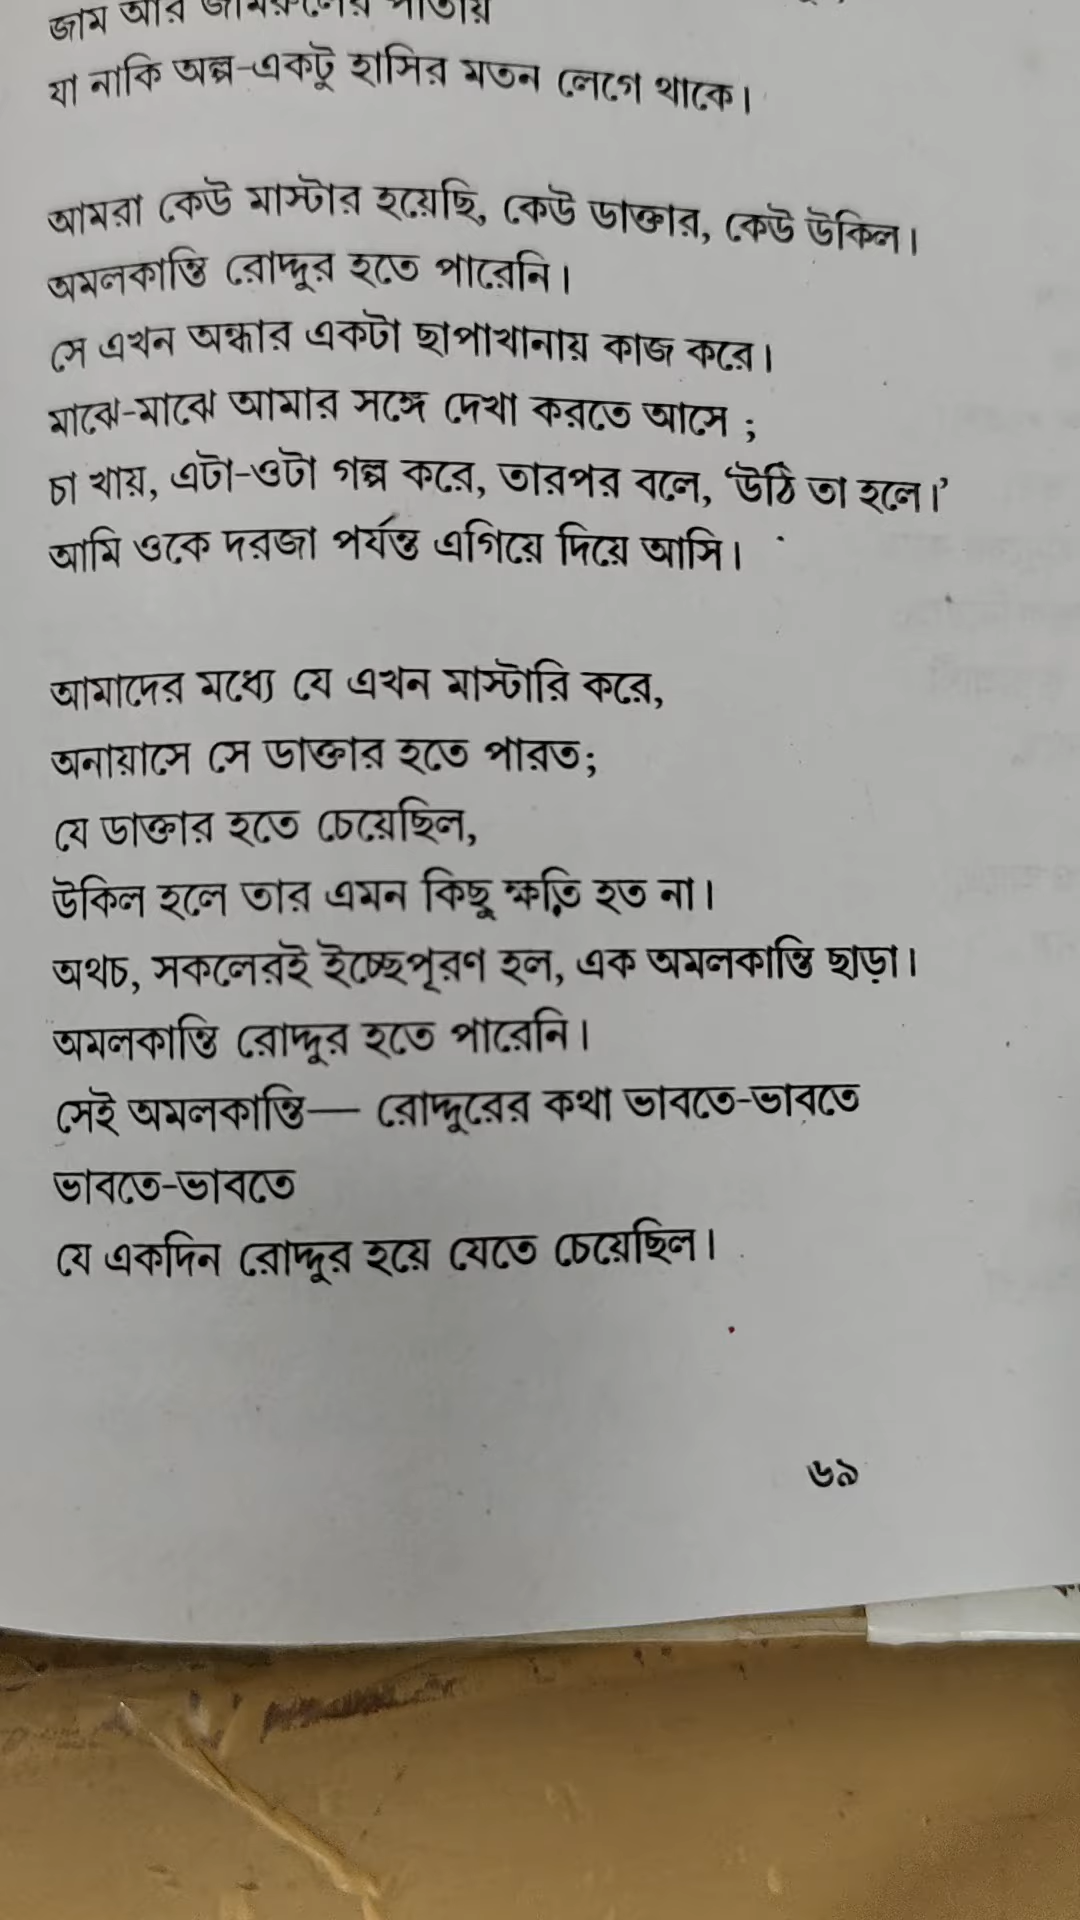 জাম আর জামরুলের পাতায়
যা নাকি অল্প-একটু হাসির মতন লেগে থাকে।
আমরা কেউ মাস্টার হয়েছি, কেউ ডাক্তার, কেউ উকিল।
অমলকান্তি রোদ্দুর হতে পারেনি।
সে এখন অন্ধকার একটা ছাপাখানায় কাজ করে।
মাঝে-মাঝে আমার সঙ্গে দেখা করতে আসে ;
চা খায়, এটা-ওটা গল্প করে, তারপর বলে, ‘উঠি তা হলে।’
আমি ওকে দরজা পর্যন্ত এগিয়ে দিয়ে আসি।
আমাদের মধ্যে যে এখন মাস্টারি করে,
অনায়াসে সে ডাক্তার হতে পারত;
যে ডাক্তার হতে চেয়েছিল,
উকিল হলে তার এমন কিছু ক্ষতি হত না।
অথচ, সকলেরই ইচ্ছেপূরণ হল, এক অমলকান্তি ছাড়া।
অমলকান্তি রোদ্দুর হতে পারেনি।
সেই অমলকান্তি— রোদ্দুরের কথা ভাবতে-ভাবতে
ভাবতে-ভাবতে
যে একদিন রোদ্দুর হয়ে যেতে চেয়েছিল।
৬৯